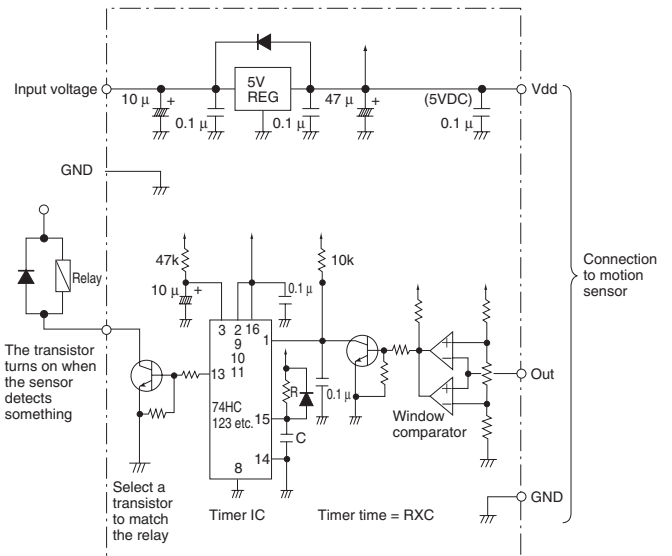 5V
REG
Input voltage
10 μ
+
0.1 μ
0.1 μ
47 μ
+
(5VDC)
0.1 μ
Vdd
GND
Relay
47k
10 μ
+
0.1 μ
10k
3 2 16
9
10
11
1
13
74HC
123 etc.
15
14
8
R
C
0.1 μ
+
−
+
−
Window
comparator
Out
Connection
to motion
sensor
The transistor
turns on when
the sensor
detects
something
Select a
transistor
to match
the relay
Timer IC
Timer time = RXC
GND